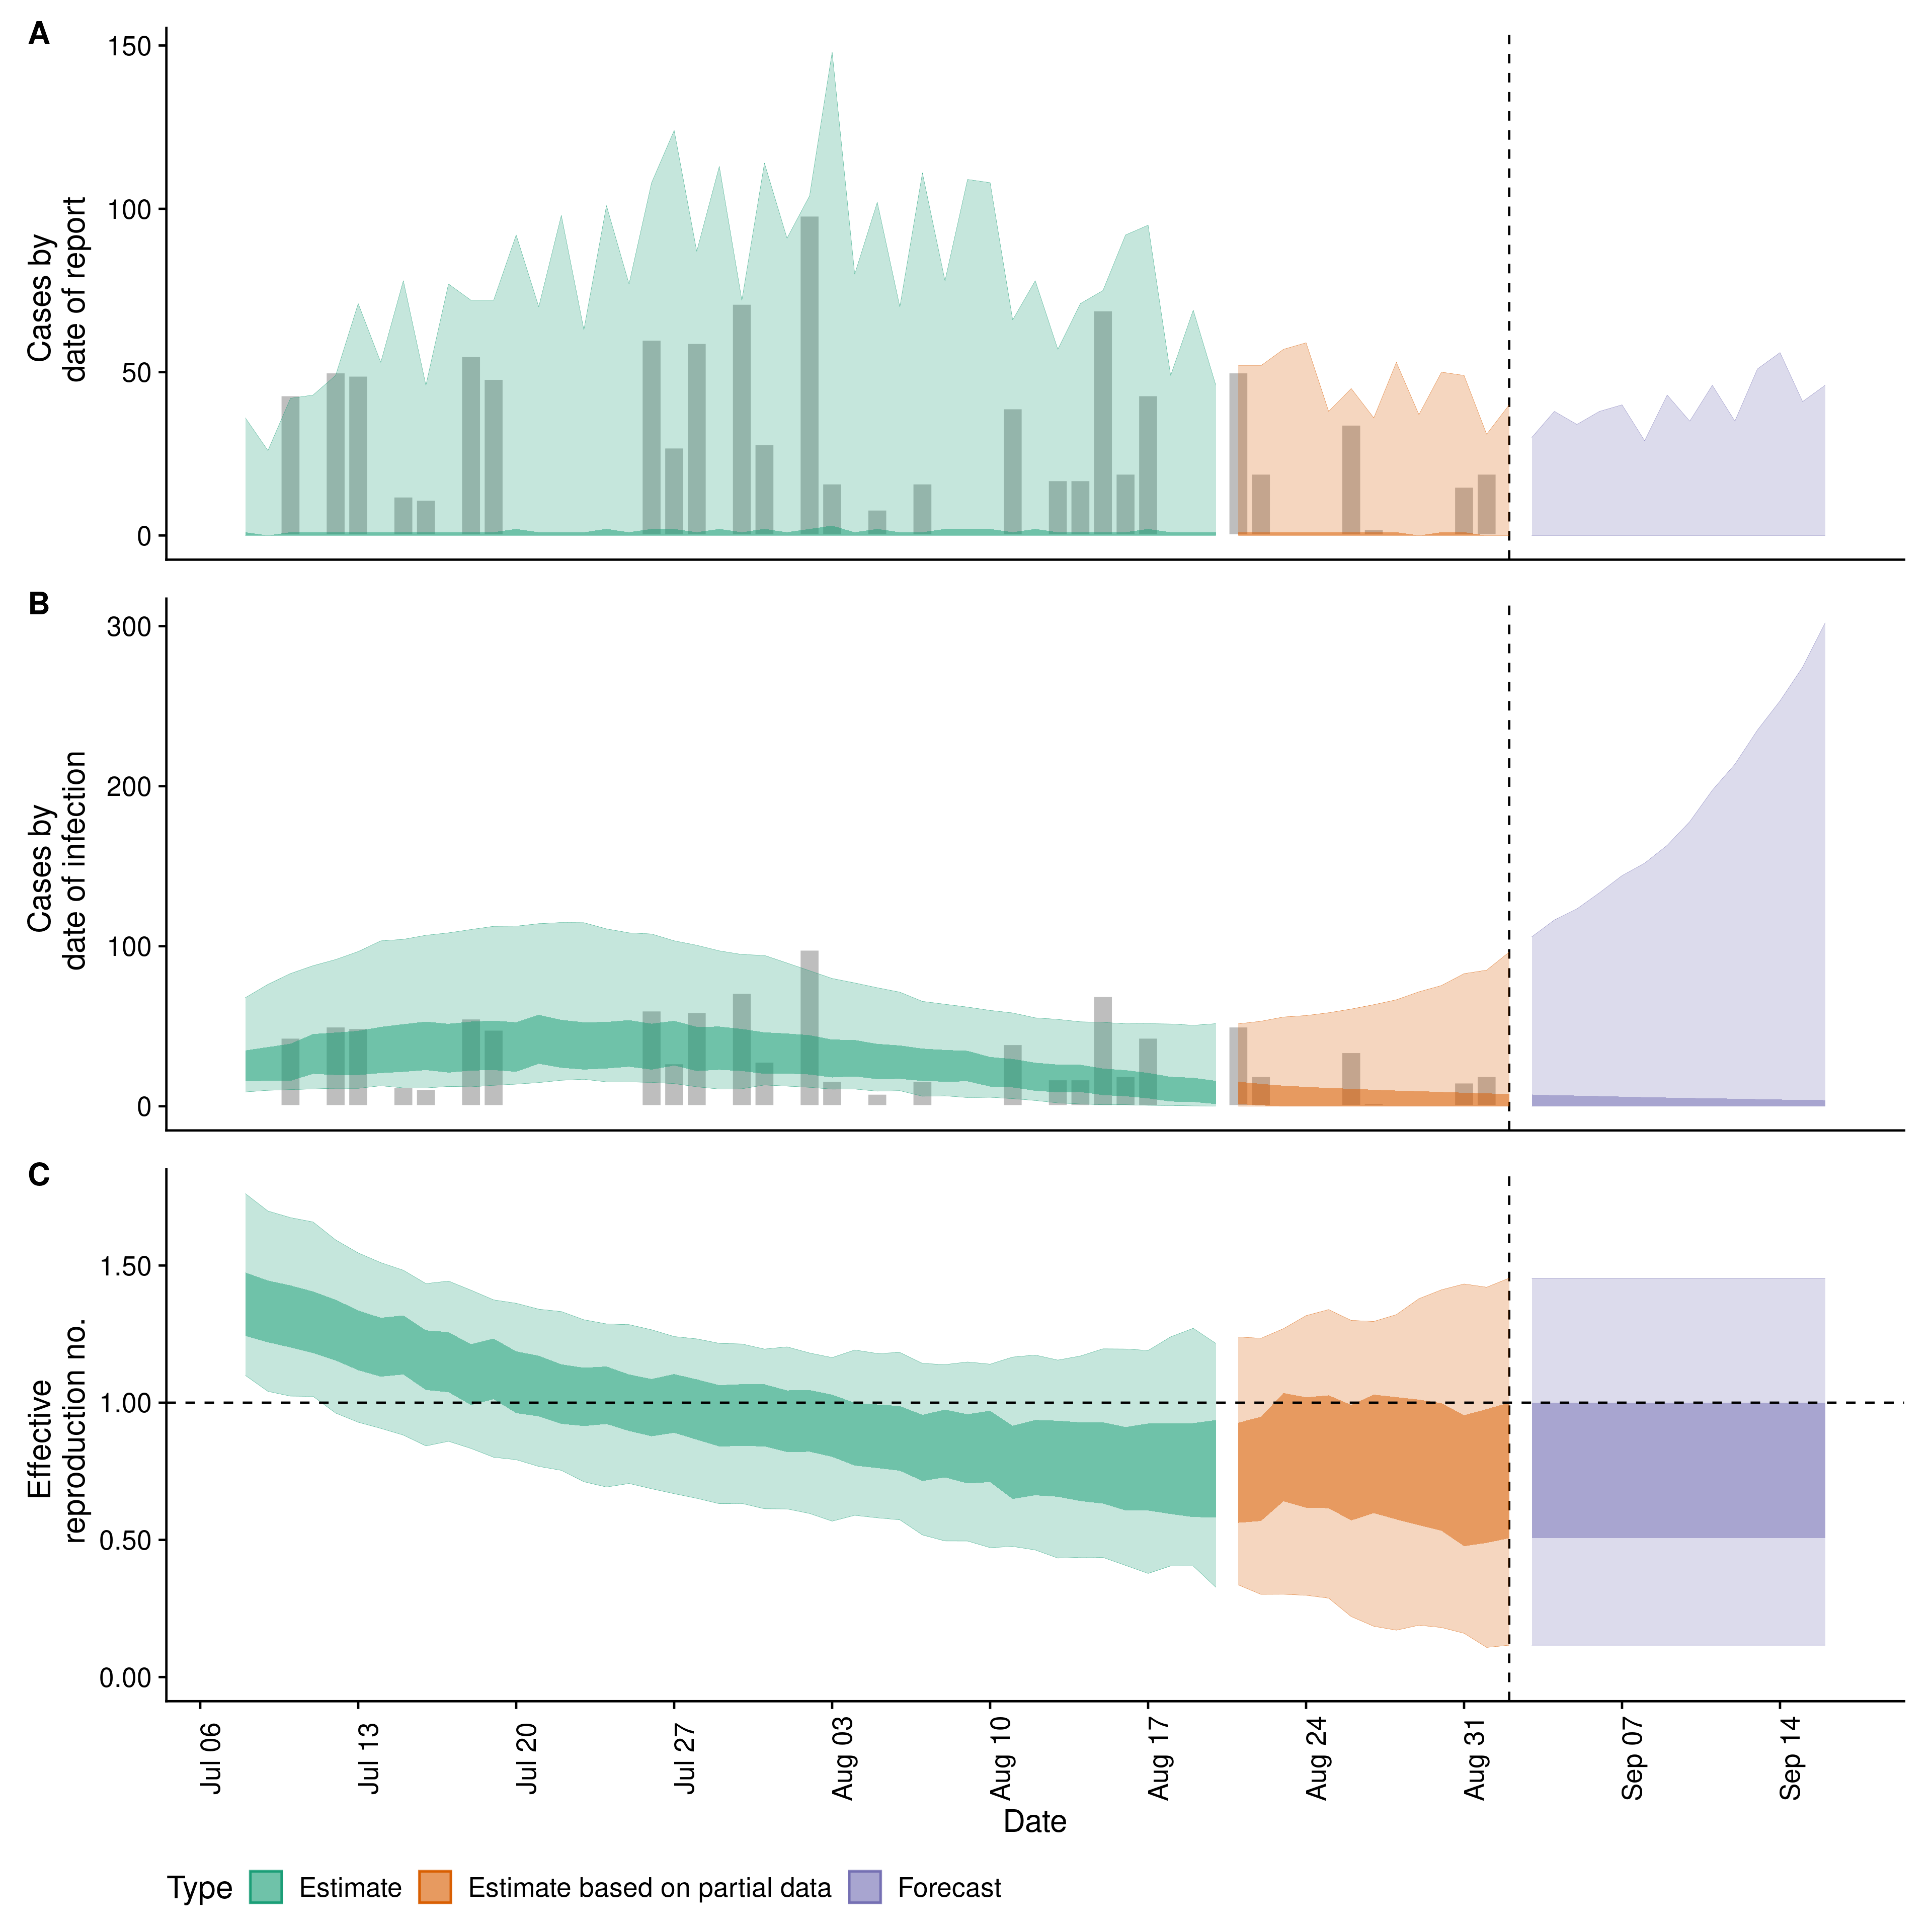 A
150
100
50
0
Cases by
date of report
B
300
200
100
0
Cases by
date of infection
C
1.50
1.00
0.50
0.00
Effective
reproduction no.
Jul 06
Jul 13
Jul 20
Jul 27
Aug 03
Aug 10
Aug 17
Aug 24
Aug 31
Sep 07
Sep 14
Date
Type Estimate Estimate based on partial data Forecast